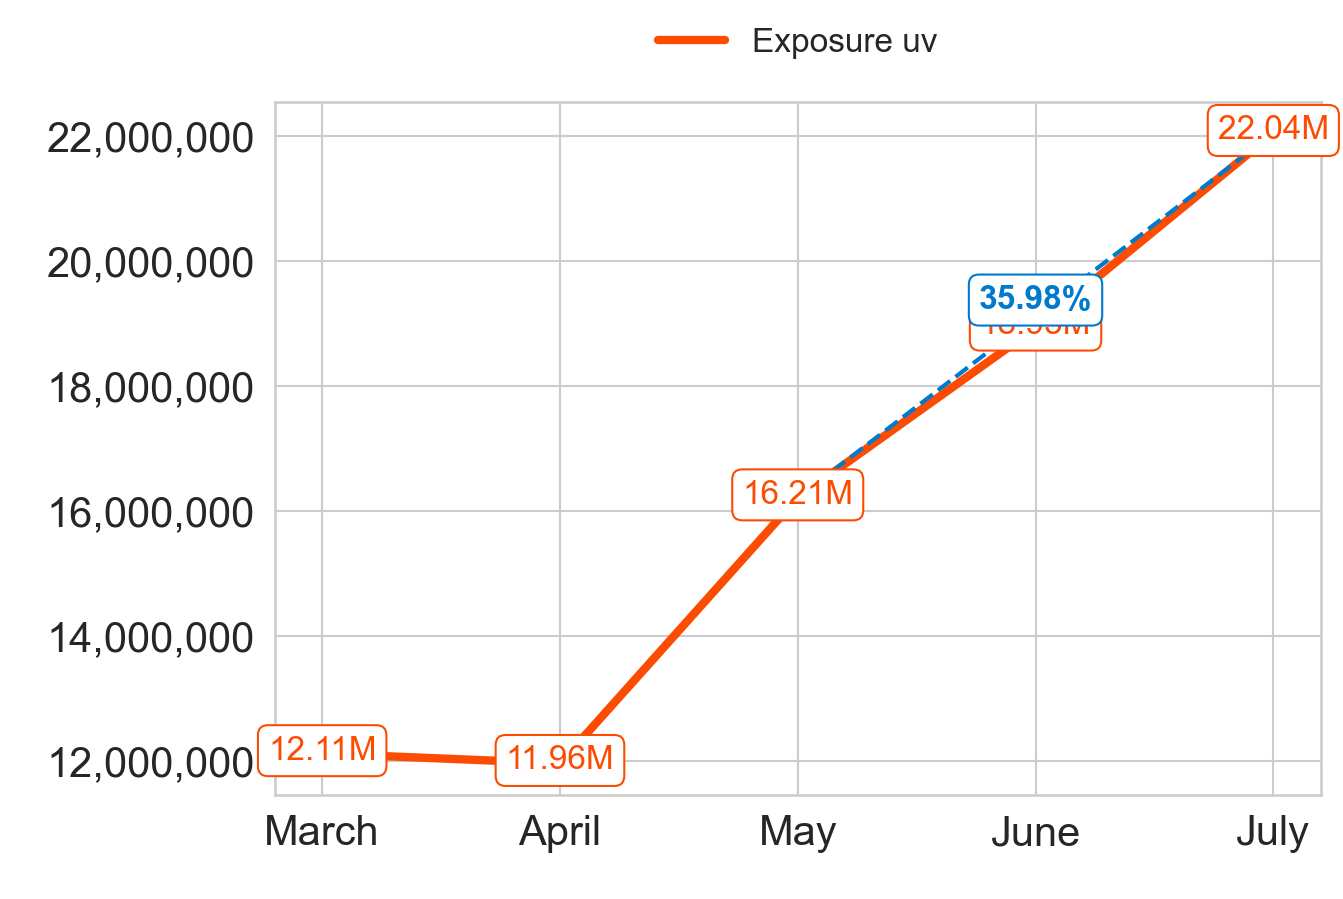 Exposure uv
22,000,000
20,000,000
18,000,000
16,000,000
14,000,000
12,000,000
22.04M
35.98%
16.21M
12.11M
11.96M
March
April
May
June
July